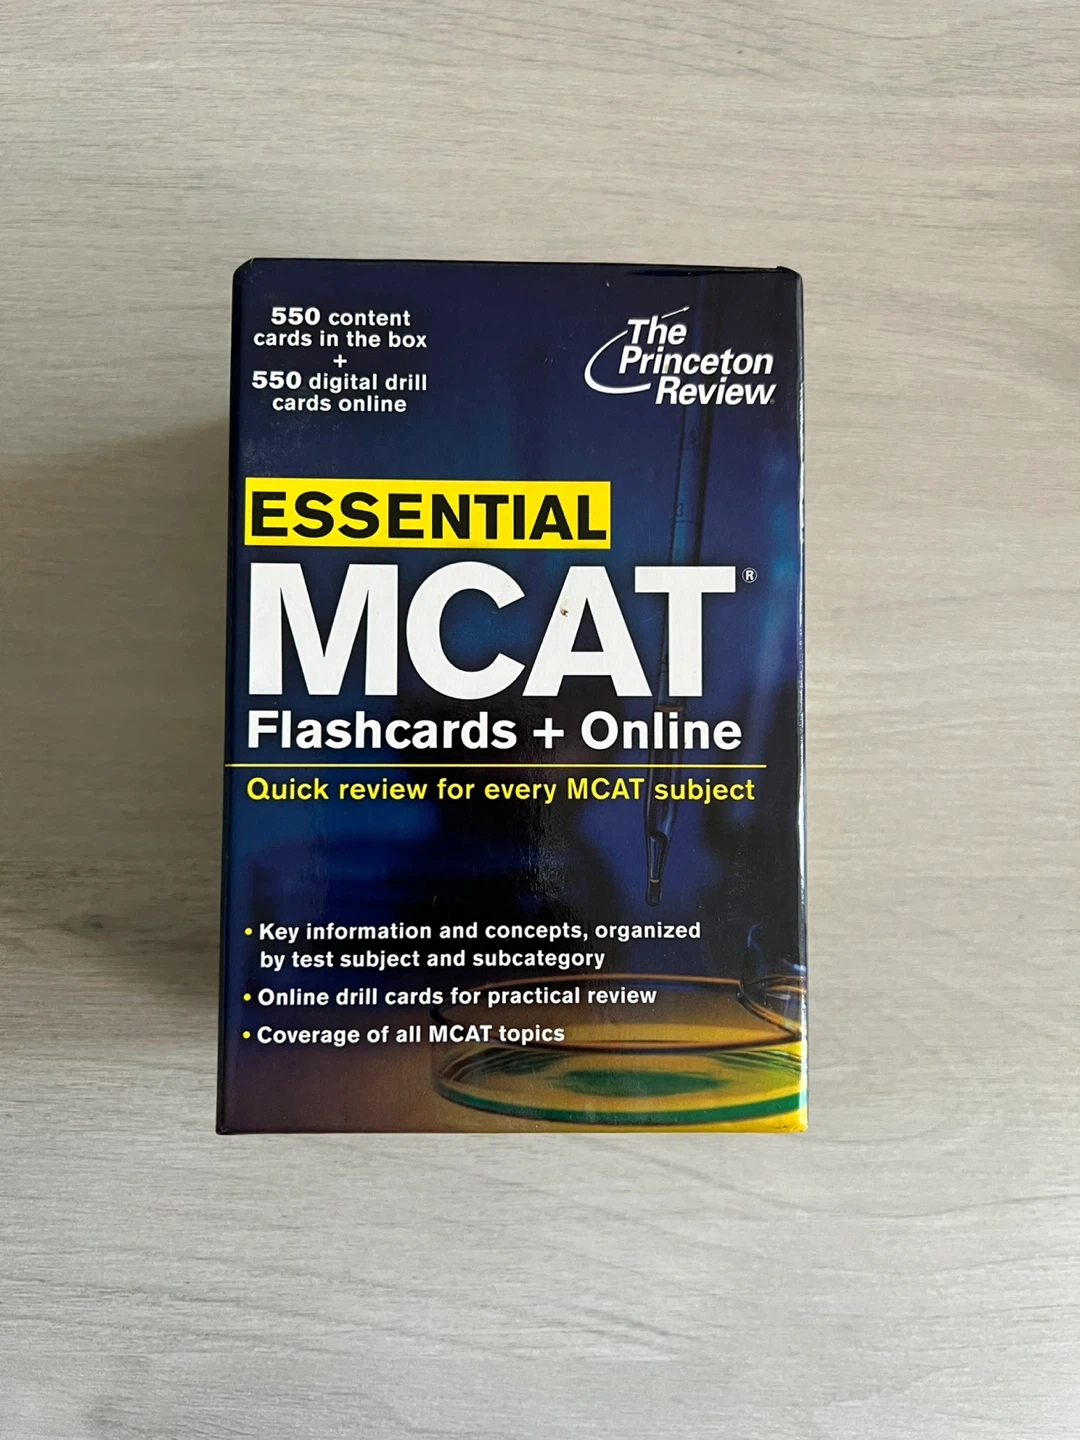 550 content
cards in the box
+
550 digital drill
cards online
The
Princeton
Review®
ESSENTIAL
MCAT®
Flashcards + Online
Quick review for every MCAT subject
• Key information and concepts, organized
by test subject and subcategory
• Online drill cards for practical review
• Coverage of all MCAT topics